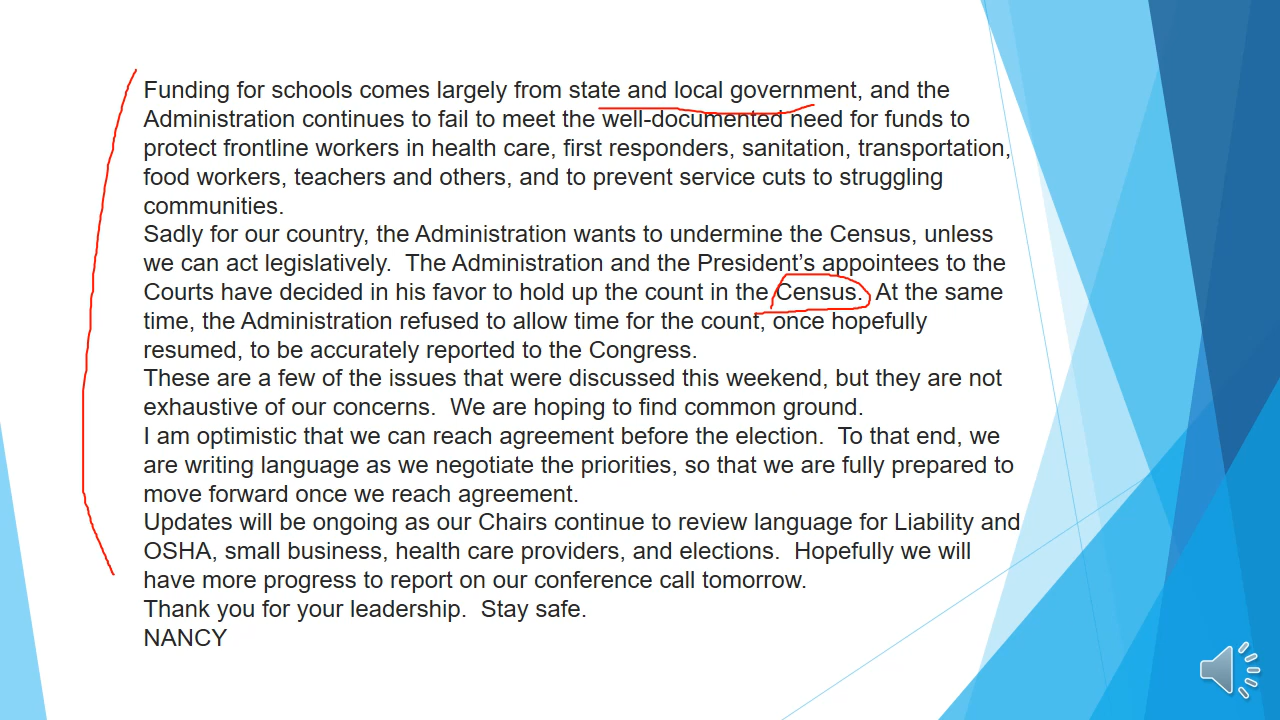 Funding for schools comes largely from state and local government, and the
Administration continues to fail to meet the well-documented need for funds to
protect frontline workers in health care, first responders, sanitation, transportation,
food workers, teachers and others, and to prevent service cuts to struggling
communities.
Sadly for our country, the Administration wants to undermine the Census, unless
we can act legislatively.  The Administration and the President’s appointees to the
Courts have decided in his favor to hold up the count in the Census.  At the same
time, the Administration refused to allow time for the count, once hopefully
resumed, to be accurately reported to the Congress.
These are a few of the issues that were discussed this weekend, but they are not
exhaustive of our concerns.  We are hoping to find common ground.
I am optimistic that we can reach agreement before the election.  To that end, we
are writing language as we negotiate the priorities, so that we are fully prepared to
move forward once we reach agreement.
Updates will be ongoing as our Chairs continue to review language for Liability and
OSHA, small business, health care providers, and elections.  Hopefully we will
have more progress to report on our conference call tomorrow.
Thank you for your leadership.  Stay safe.
NANCY